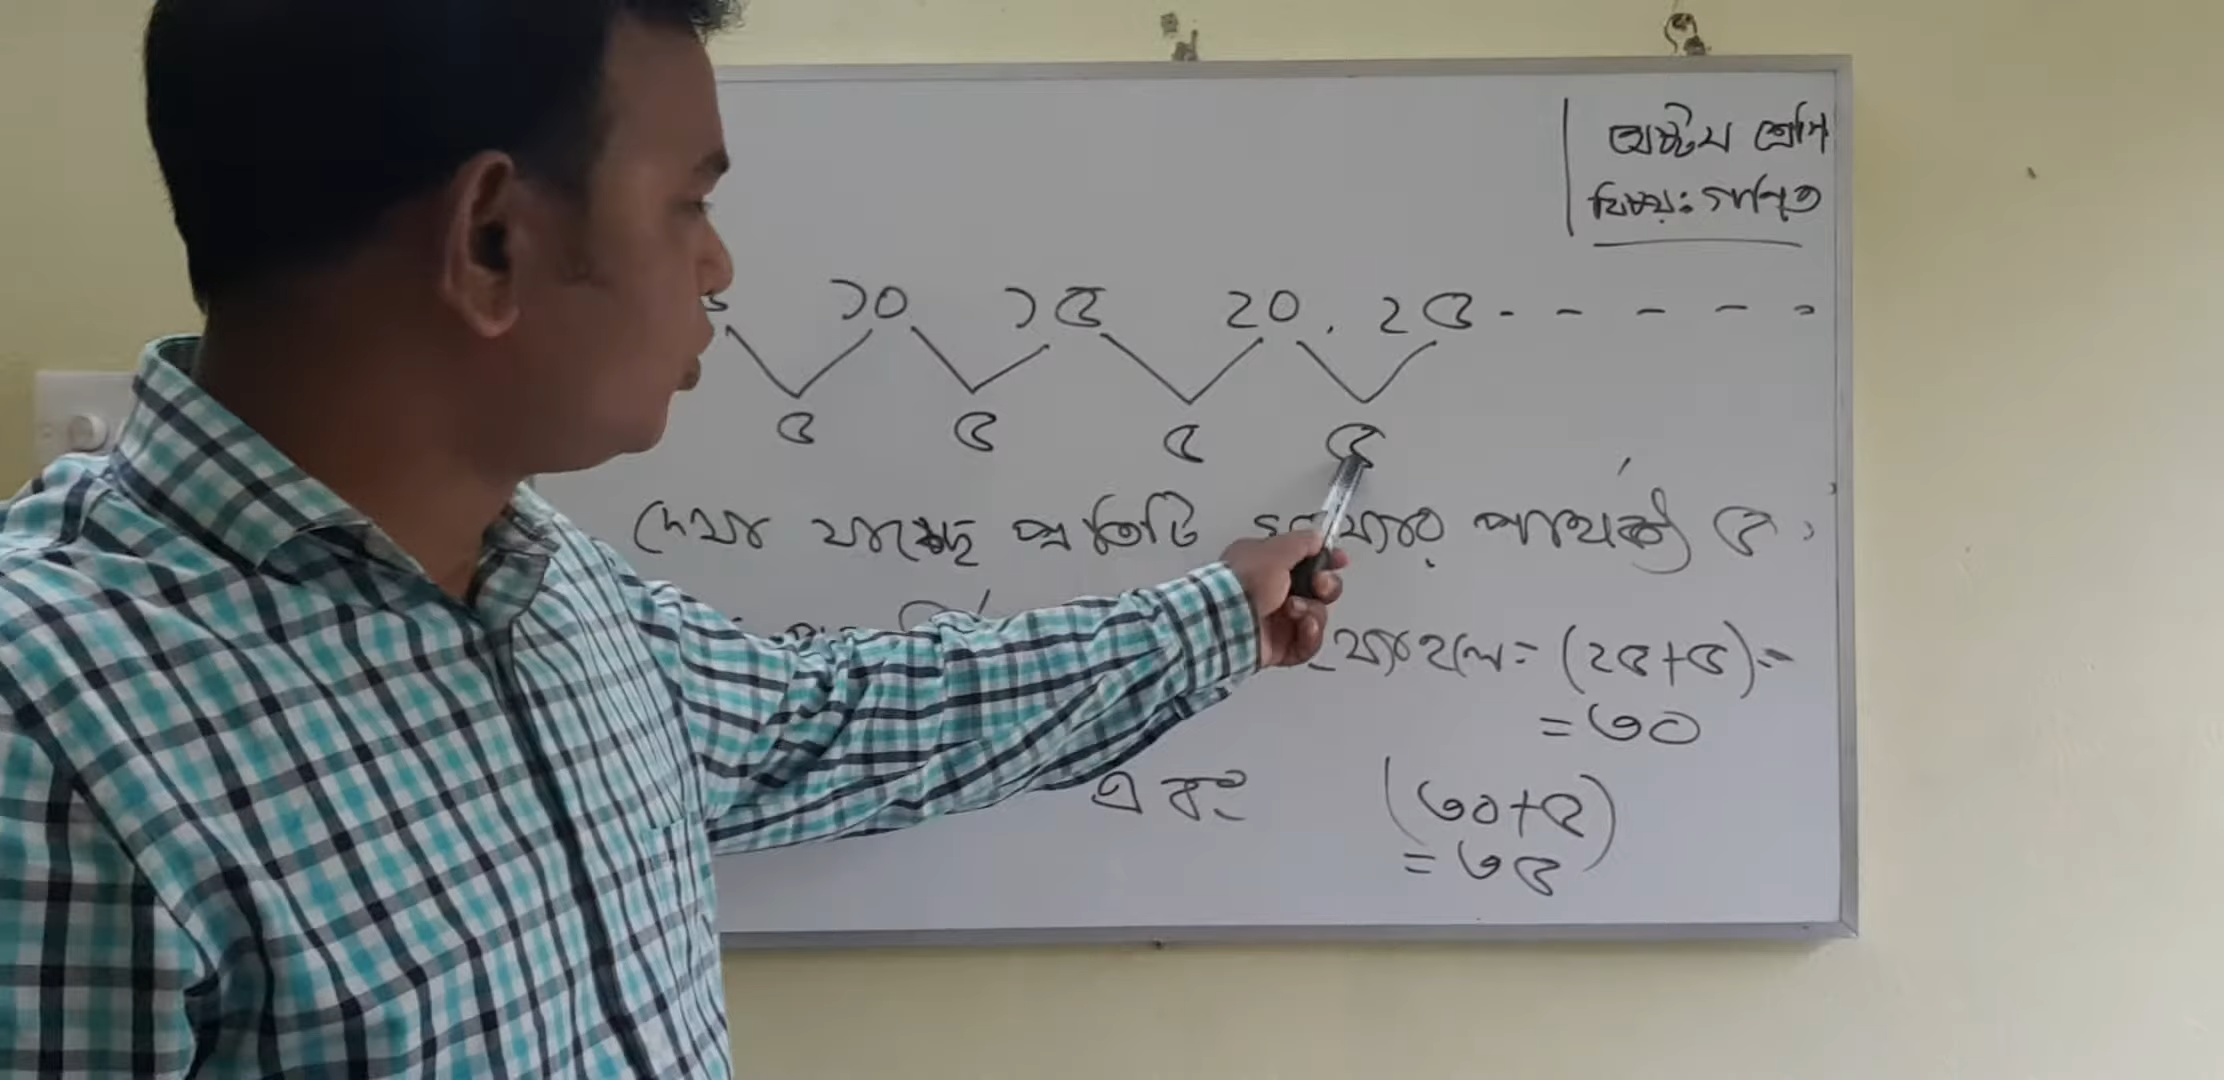 অষ্টম শ্রেণি
বিষয়: গণিত
১০ ১৫ ২০, ২৫ - - - - -
৫ ৫ ৫ ৫
দেখা যাচ্ছে প্রতিটি পার্থক্য ৫,
= (২৫+৫) =
= ৩০
এবং (৩০+৫)
= ৩৫